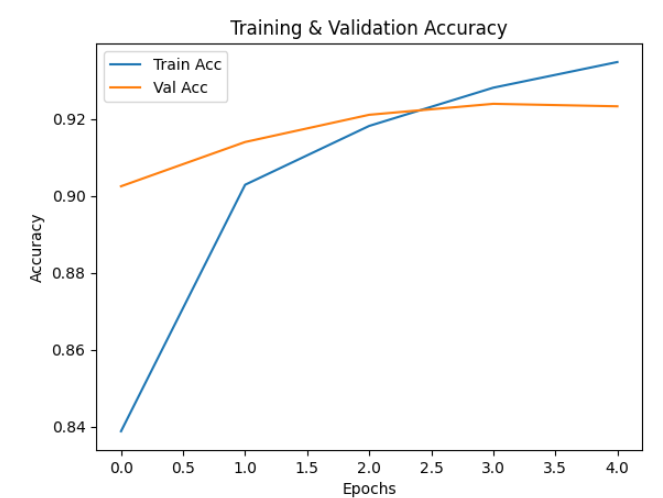 Training & Validation Accuracy
Train Acc
Val Acc
Accuracy
0.92
0.90
0.88
0.86
0.84
0.0 0.5 1.0 1.5 2.0 2.5 3.0 3.5 4.0
Epochs